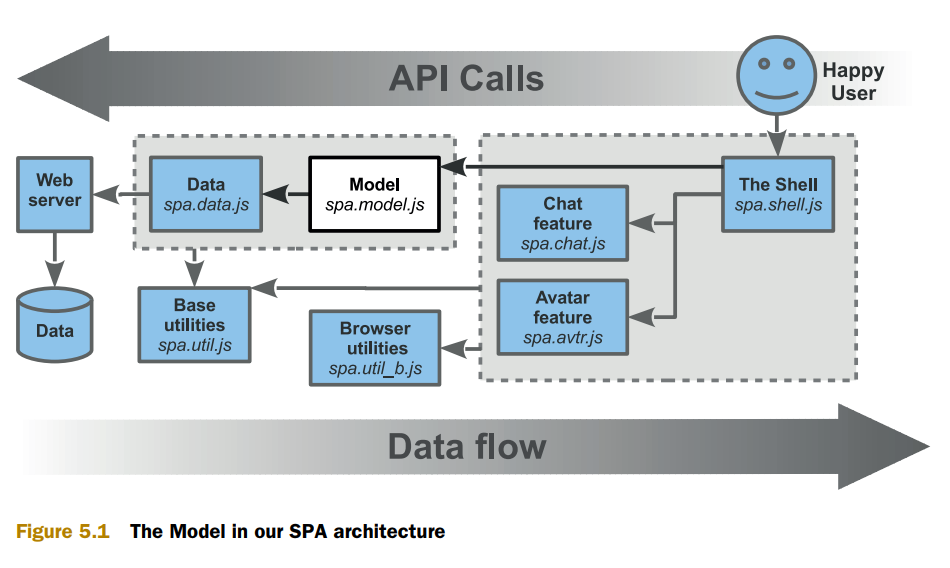 API Calls
Happy
User
Web
server
Data
spa.data.js
Model
spa.model.js
The Shell
spa.shell.js
Chat
feature
spa.chat.js
Data
Base
utilities
spa.util.js
Browser
utilities
spa.util_b.js
Avatar
feature
spa.avtr.js
Data flow
Figure 5.1 The Model in our SPA architecture